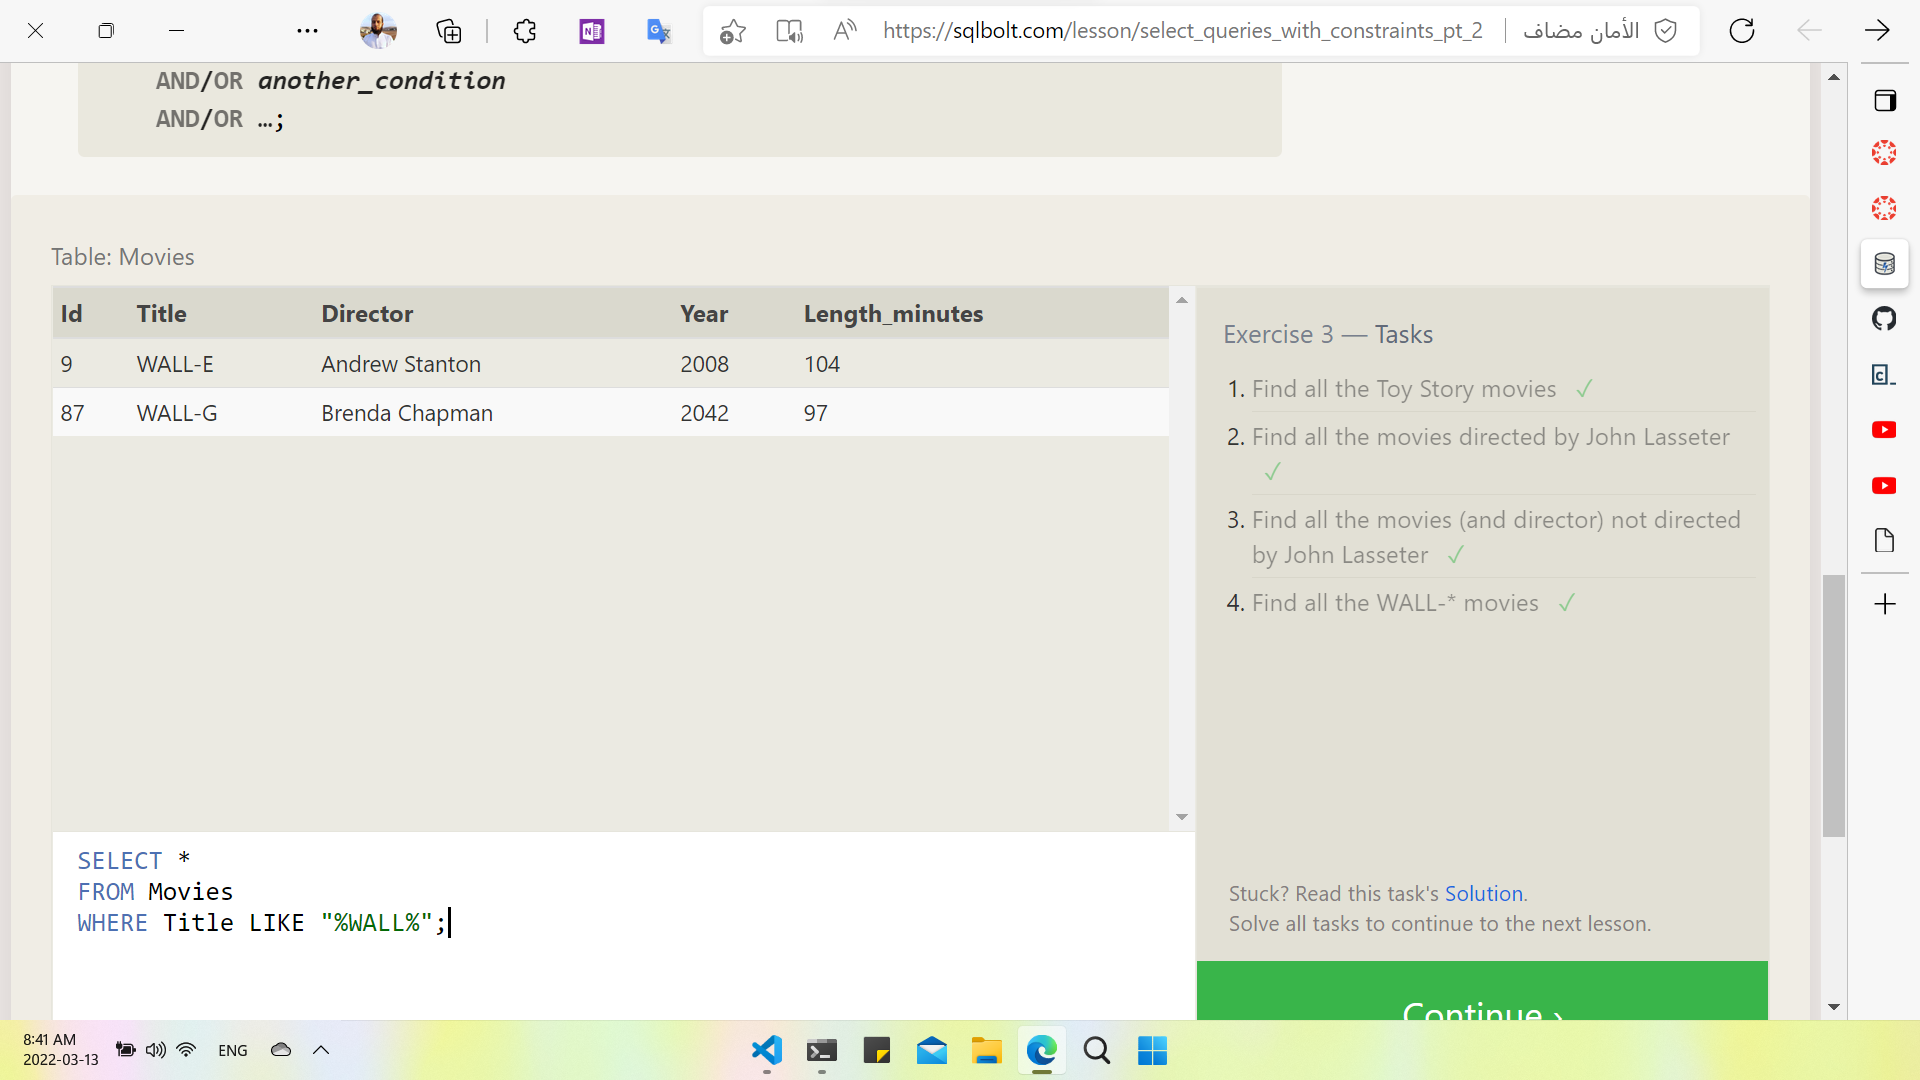 https://sqlbolt.com/lesson/select_queries_with_constraints_pt_2
الأمان مضاف
AND/OR another_condition
AND/OR …;
Table: Movies
Id Title Director Year Length_minutes
9 WALL-E Andrew Stanton 2008 104
87 WALL-G Brenda Chapman 2042 97
Exercise 3 — Tasks
1. Find all the Toy Story movies ✓
2. Find all the movies directed by John Lasseter
✓
3. Find all the movies (and director) not directed
by John Lasseter ✓
4. Find all the WALL-* movies ✓
SELECT *
FROM Movies
WHERE Title LIKE "%WALL%";
Stuck? Read this task's Solution.
Solve all tasks to continue to the next lesson.
Continue ›
8:41 AM
2022-03-13
ENG